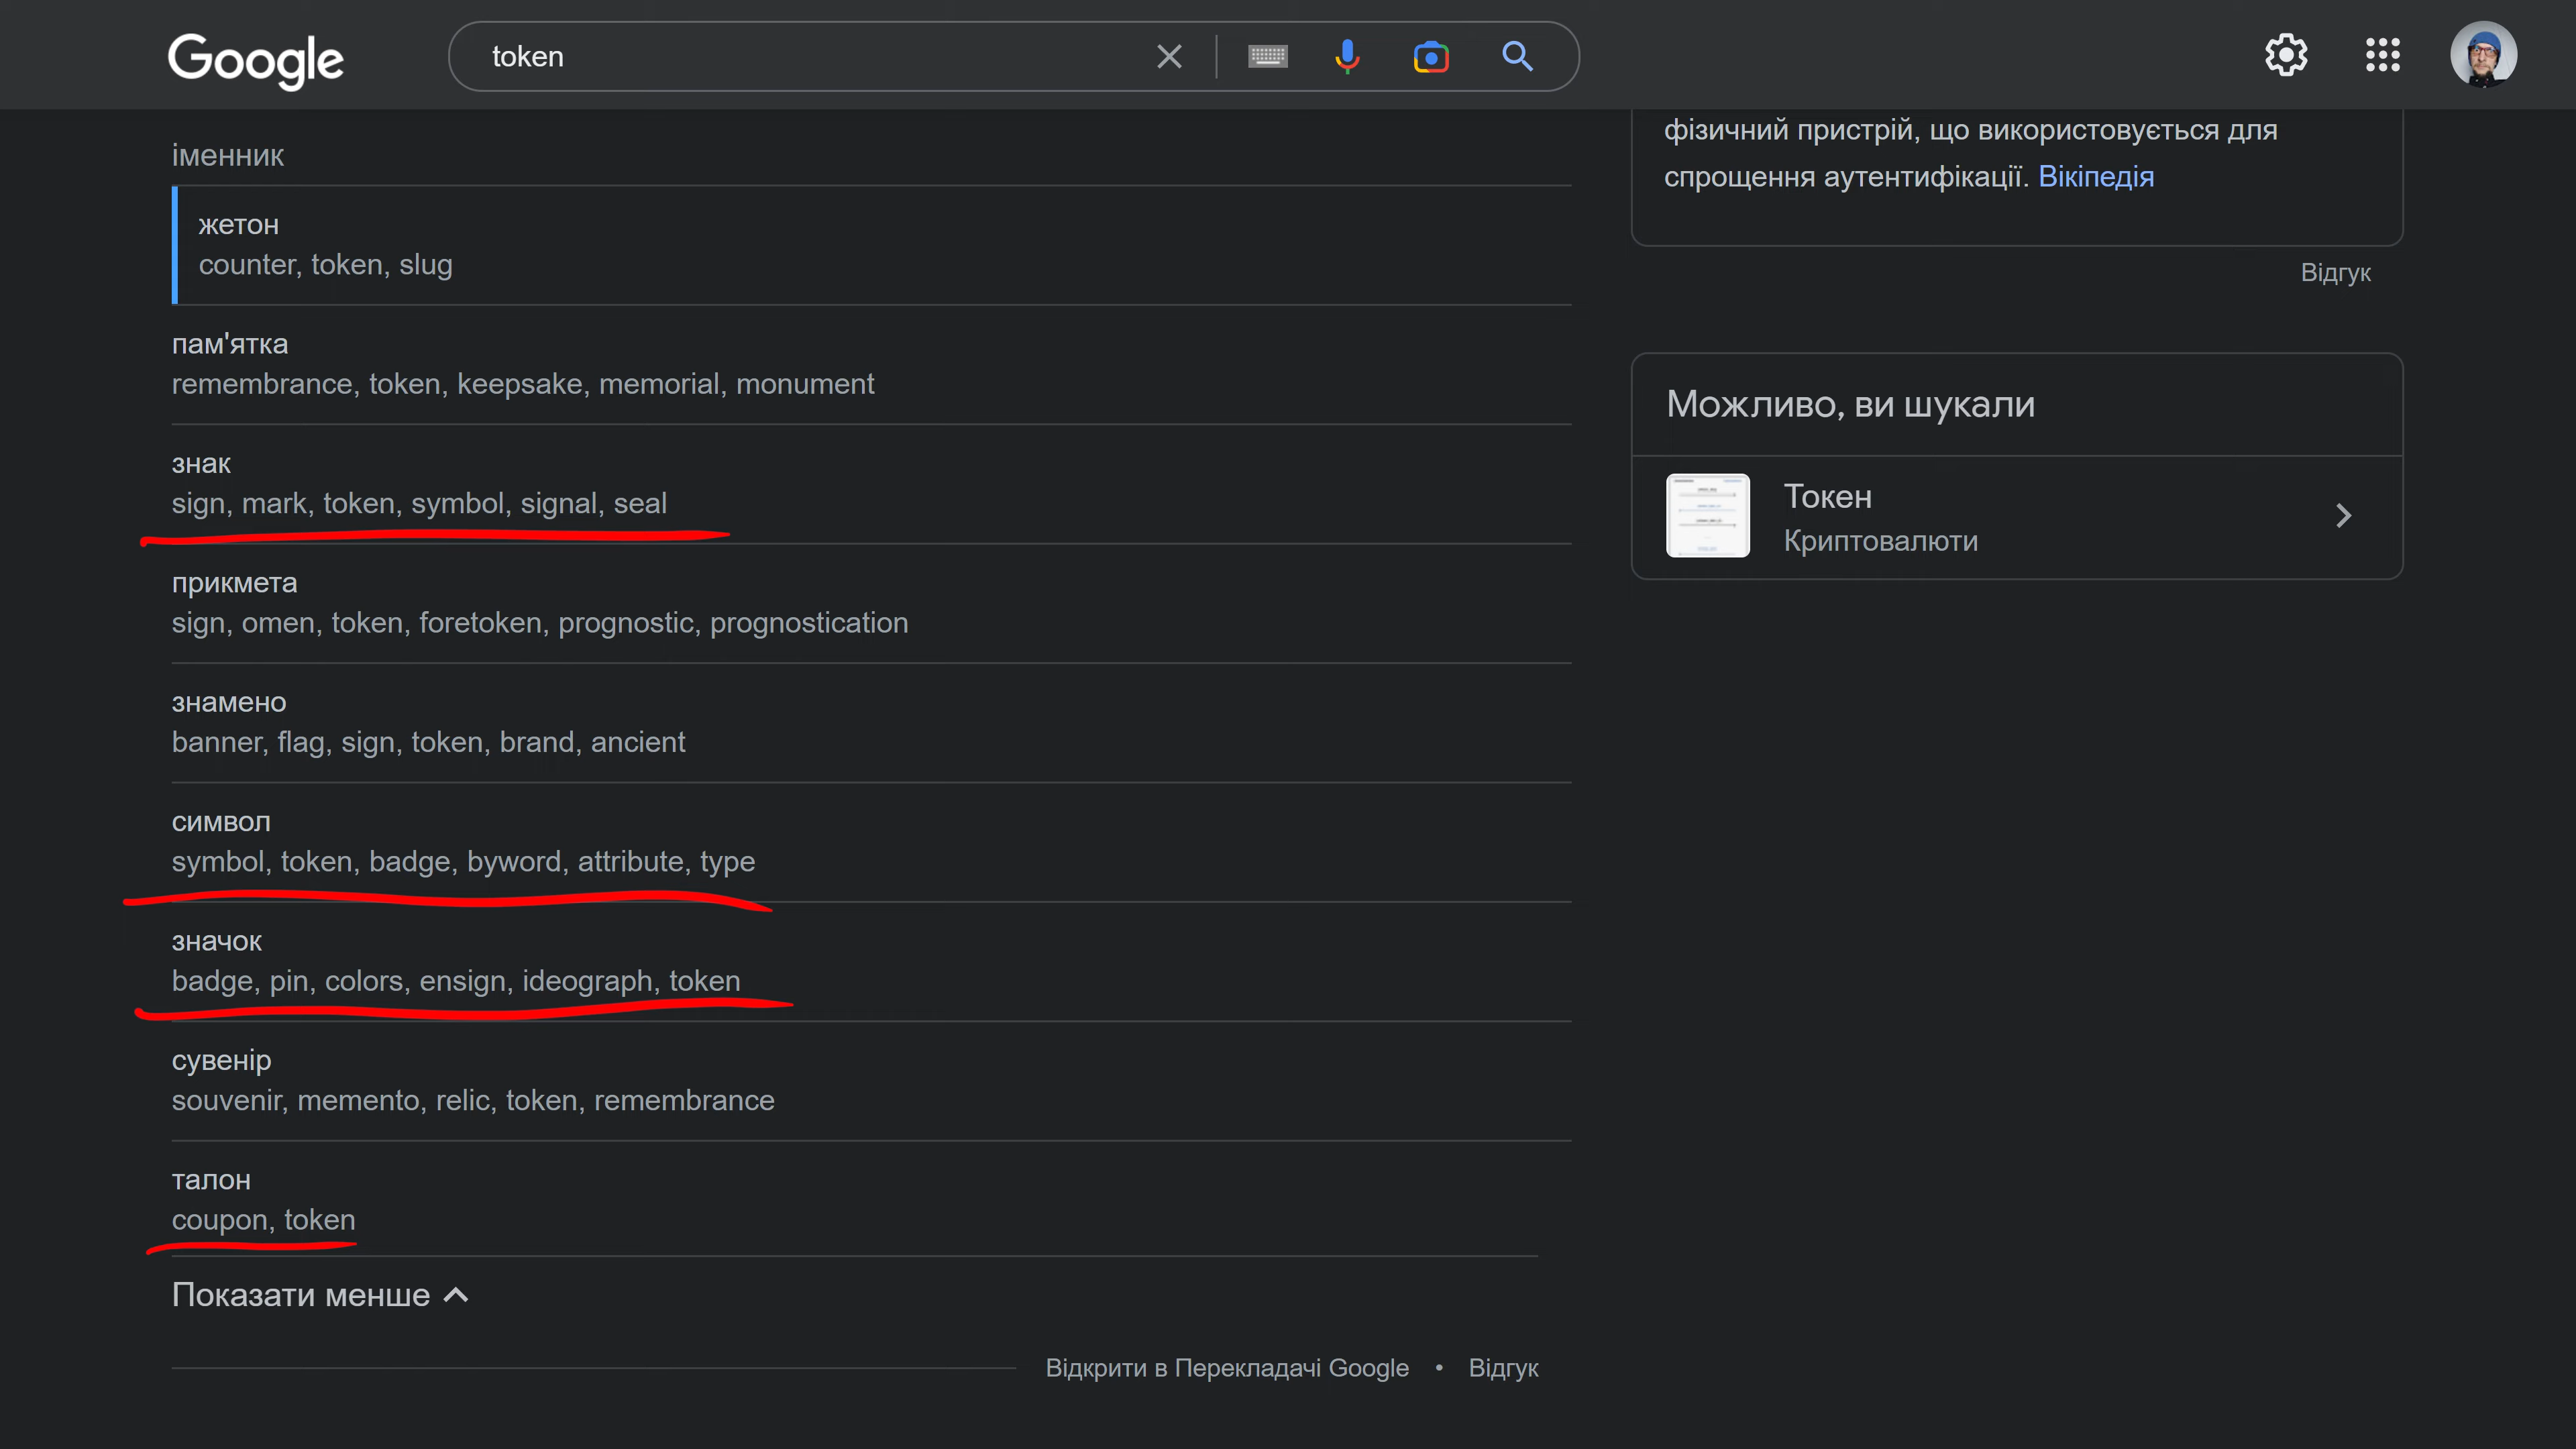 Google
token
іменник
жетон
counter, token, slug
пам'ятка
remembrance, token, keepsake, memorial, monument
знак
sign, mark, token, symbol, signal, seal
прикмета
sign, omen, token, foretoken, prognostic, prognostication
знамено
banner, flag, sign, token, brand, ancient
символ
symbol, token, badge, byword, attribute, type
значок
badge, pin, colors, ensign, ideograph, token
сувенір
souvenir, memento, relic, token, remembrance
талон
coupon, token
Показати менше
Відкрити в Перекладачі Google • Відгук
фізичний пристрій, що використовується для
спрощення аутентифікації. Вікіпедія
Відгук
Можливо, ви шукали
Токен
Криптовалюти